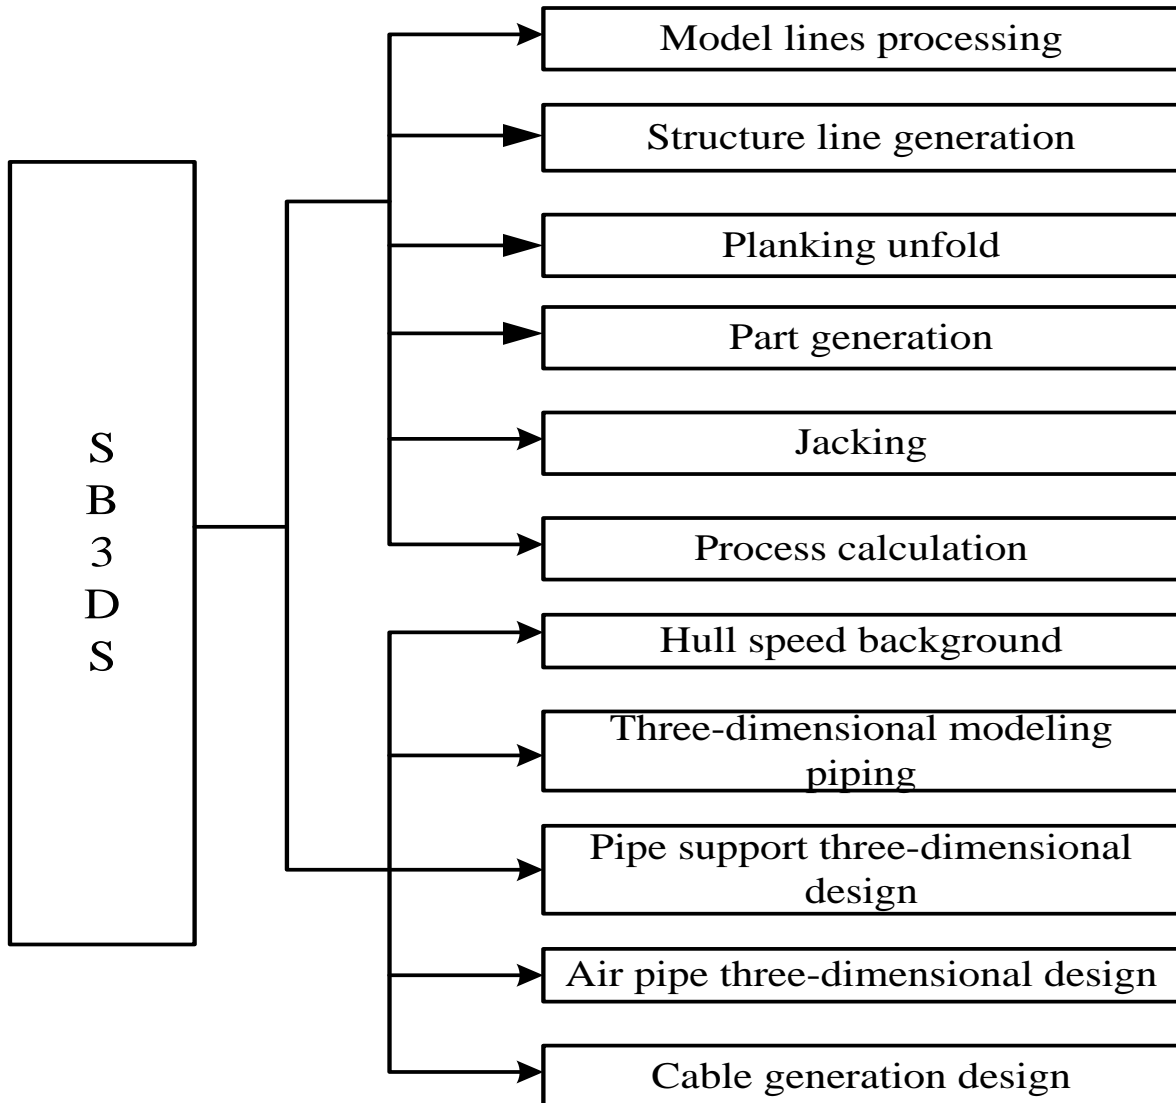 Model lines processing
Structure line generation
Planking unfold
Part generation
Jacking
Process calculation
S
B
3
D
S
Hull speed background
Three-dimensional modeling
piping
Pipe support three-dimensional
design
Air pipe three-dimensional design
Cable generation design